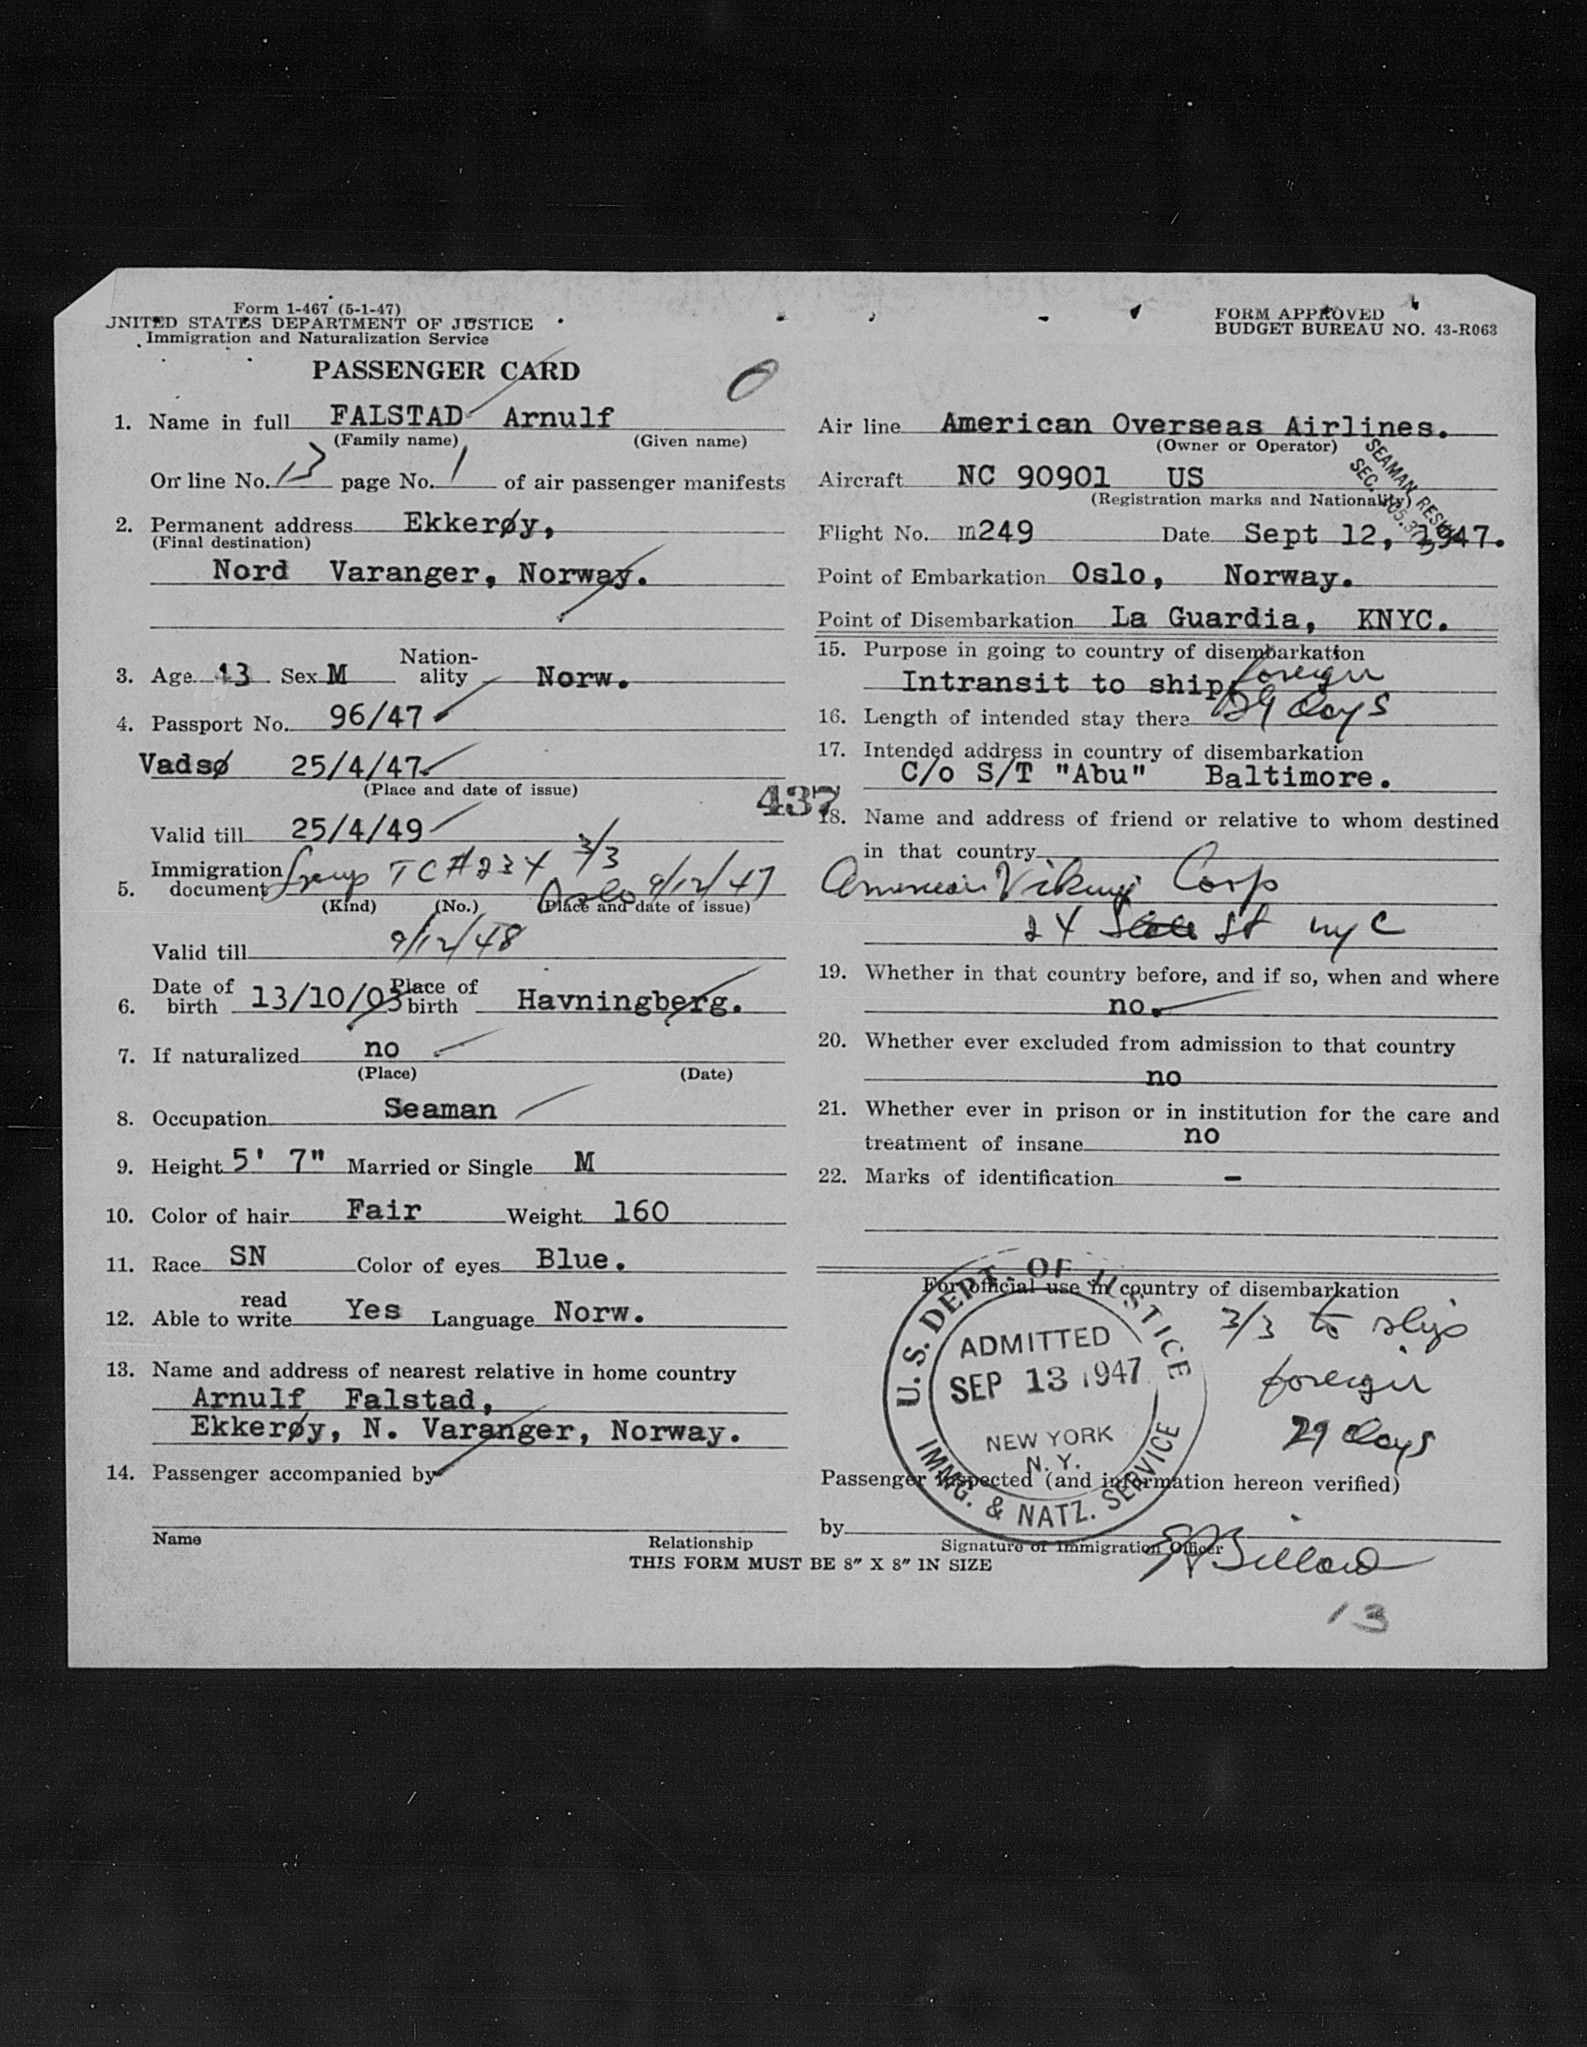 Form 1-467 (5-1-47)
UNITED STATES DEPARTMENT OF JUSTICE
Immigration and Naturalization Service
PASSENGER CARD
FORM APPROVED
BUDGET BUREAU NO. 43-R063
1. Name in full FALSTAD Arnulf
(Family name) (Given name)
On line No. 13 page No. 1 of air passenger manifests
2. Permanent address Ekkerøy,
(Final destination)
Nord Varanger, Norway.
3. Age 43 Sex M Nation-ality Norw.
4. Passport No. 96/47
Vadsø 25/4/47
(Place and date of issue)
Valid till 25/4/49
5. Immigration document Group TC #234 3/3 Oslo 9/12/47
(Kind) (No.) (Place and date of issue)
Valid till 9/12/48
6. Date of birth 13/10/03 Place of birth Havningberg.
7. If naturalized no
(Place) (Date)
8. Occupation Seaman
9. Height 5' 7" Married or Single M
10. Color of hair Fair Weight 160
11. Race SN Color of eyes Blue.
12. Able to read write Yes Language Norw.
13. Name and address of nearest relative in home country
Arnulf Falstad,
Ekkerøy, N. Varanger, Norway.
14. Passenger accompanied by
Name Relationship
437
Air line American Overseas Airlines.
(Owner or Operator)
Aircraft NC 90901 US
(Registration marks and Nationality)
SEAMAN
SEC.
Flight No. m249 Date Sept 12, 1947.
Point of Embarkation Oslo, Norway.
Point of Disembarkation La Guardia, KNYC.
15. Purpose in going to country of disembarkation
Intransit to ship, foreign
16. Length of intended stay there 29 days
17. Intended address in country of disembarkation
C/o S/T "Abu" Baltimore.
18. Name and address of friend or relative to whom destined
in that country
American Viking Corp
24 State St NYC
19. Whether in that country before, and if so, when and where
no.
20. Whether ever excluded from admission to that country
no
21. Whether ever in prison or in institution for the care and
treatment of insane no
22. Marks of identification -
For official use in country of disembarkation
U. S. DEPT. OF JUSTICE
ADMITTED
SEP 13 1947
NEW YORK
N. Y.
IMMG. & NATZ. SERVICE
3/3 to ship
foreign
29 days
Passenger inspected (and information hereon verified)
by
Signature of Immigration Officer
THIS FORM MUST BE 8" X 8" IN SIZE
13